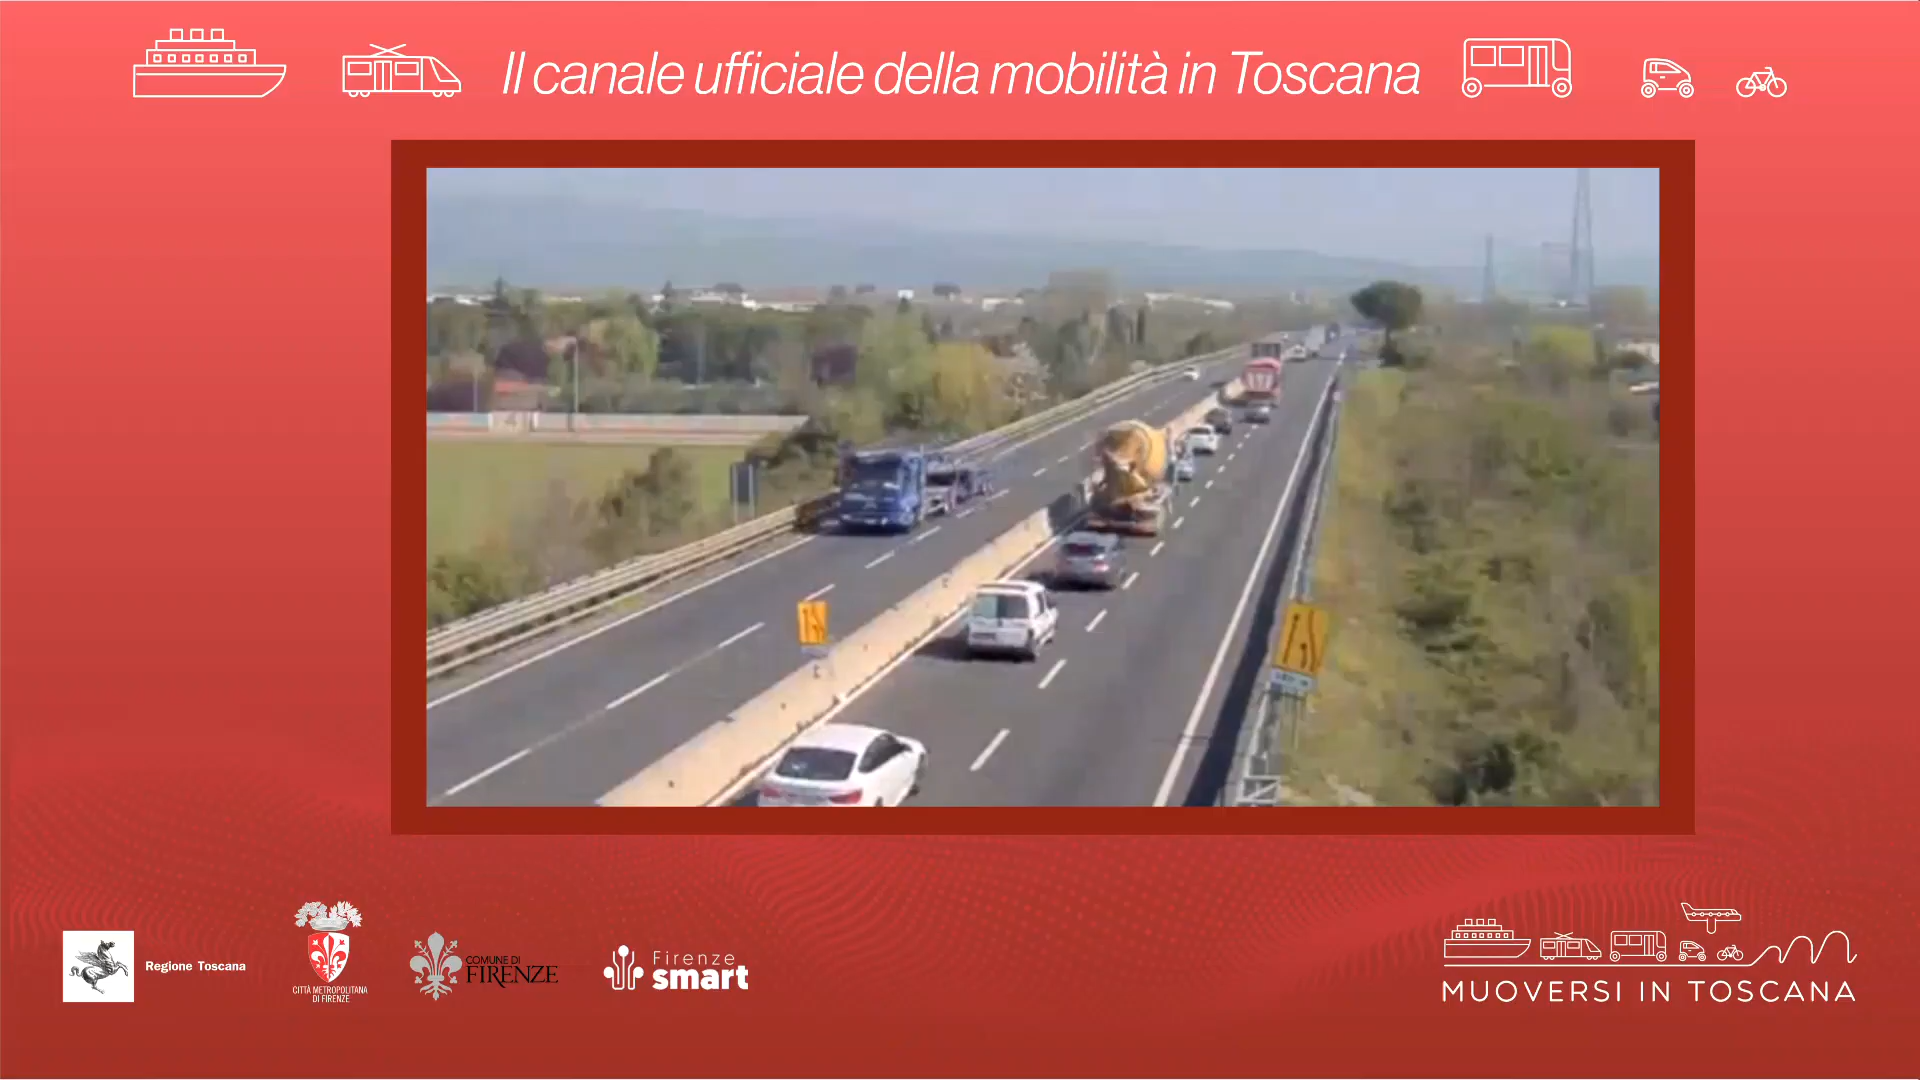 Il canale ufficiale della mobilità in Toscana
Regione Toscana
CITTÀ METROPOLITANA
DI FIRENZE
COMUNE DI
FIRENZE
Firenze
smart
MUOVERSI IN TOSCANA